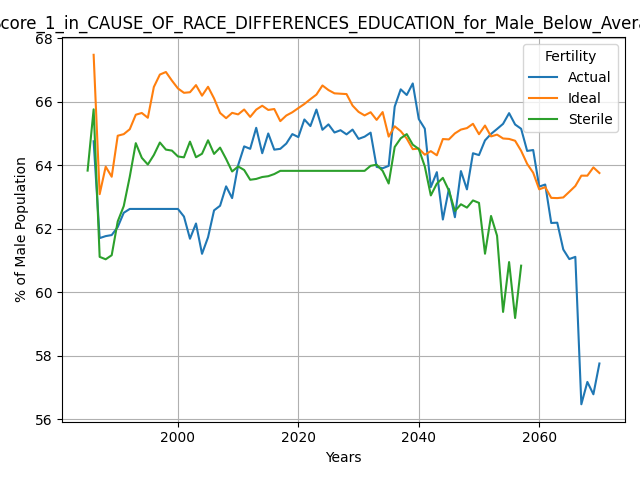 score_1_in_CAUSE_OF_RACE_DIFFERENCES_EDUCATION_for_Male_Below_Avera
Fertility
Actual
Ideal
Sterile
% of Male Population
68
66
64
62
60
58
56
2000 2020 2040 2060
Years